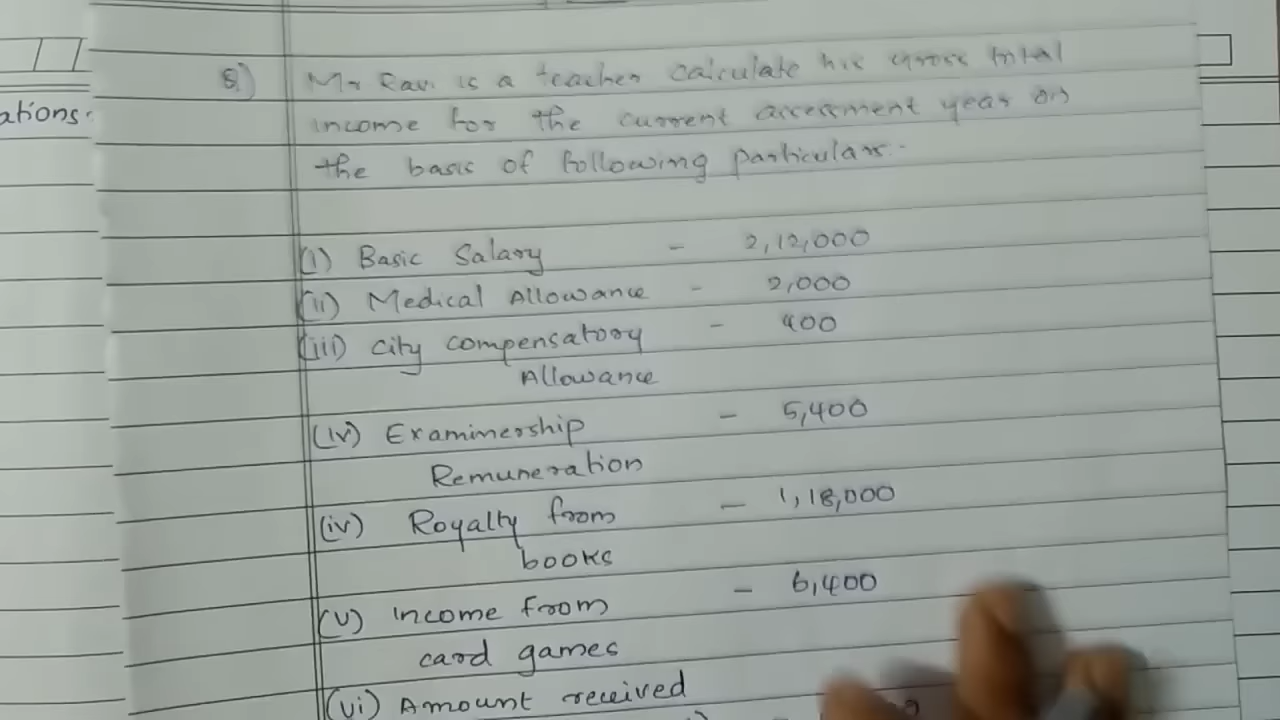 ations.
Q) Mr Ravi is a teacher calculate his gross total
income for the current assessment year on
the basis of following particulars.
(i) Basic Salary - 2,12,000
(ii) Medical Allowance - 2,000
(iii) City compensatory - 400
Allowance
(iv) Examinership - 5,400
Remuneration
(iv) Royalty from - 1,18,000
books
(v) income from - 6,400
card games
(vi) Amount received